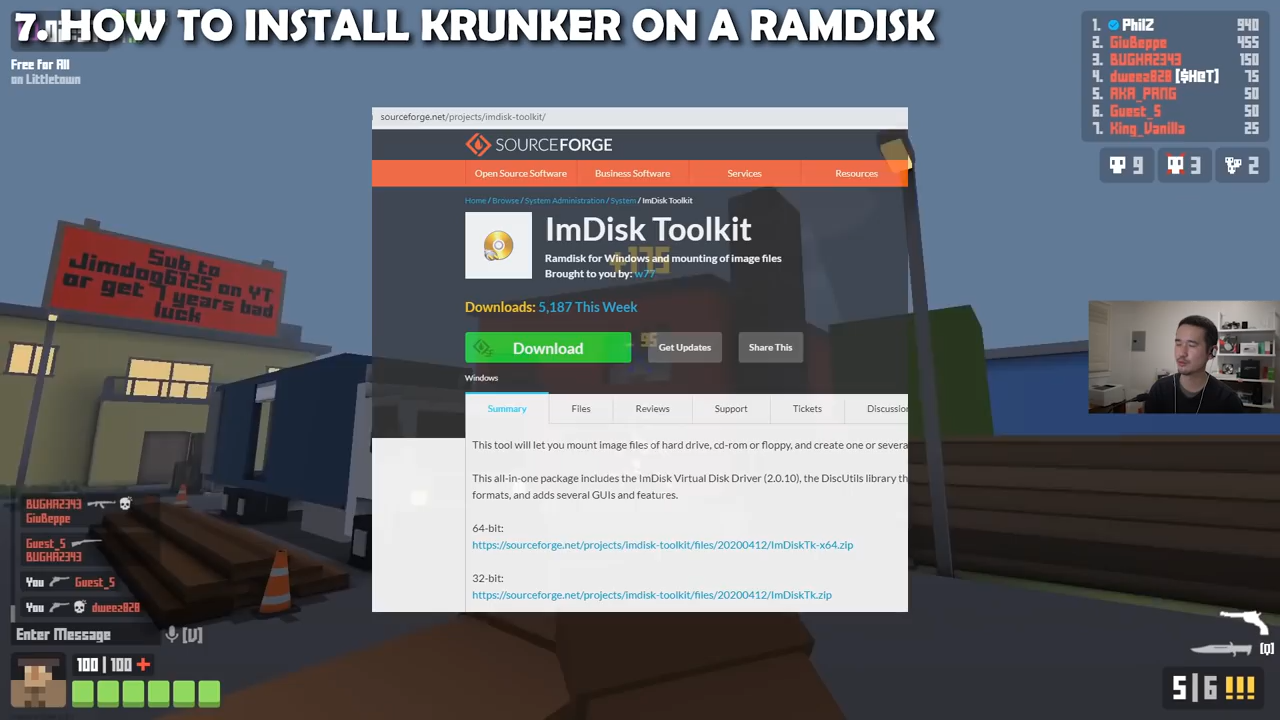 7. HOW TO INSTALL KRUNKER ON A RAMDISK
Free for All
on Littletown
1. PhilZ 940
2. GiuBeppe 455
3. BUGHA2343 150
4. dweez828 [$H@T] 75
5. AKA_PANG 50
6. Guest_5 50
7. King_Vanilla 25
9 3 2
Sub to
Jimdog6125 on YT
or get 7 years bad
luck
sourceforge.net/projects/imdisk-toolkit/
SOURCEFORGE
Open Source Software Business Software Services Resources
Home / Browse / System Administration / System / ImDisk Toolkit
ImDisk Toolkit
Ramdisk for Windows and mounting of image files
Brought to you by: w77
+175
Downloads: 5,187 This Week
Download Get Updates Share This
Windows
Summary Files Reviews Support Tickets Discussio
This tool will let you mount image files of hard drive, cd-rom or floppy, and create one or severa
This all-in-one package includes the ImDisk Virtual Disk Driver (2.0.10), the DiscUtils library th
formats, and adds several GUIs and features.
64-bit:
https://sourceforge.net/projects/imdisk-toolkit/files/20200412/ImDiskTk-x64.zip
32-bit:
https://sourceforge.net/projects/imdisk-toolkit/files/20200412/ImDiskTk.zip
BUGHA2343
GiuBeppe
Guest_5
BUGHA2343
You Guest_5
You dweez828
Enter Message [V]
100 | 100 +
[Q]
5 | 6 !!!